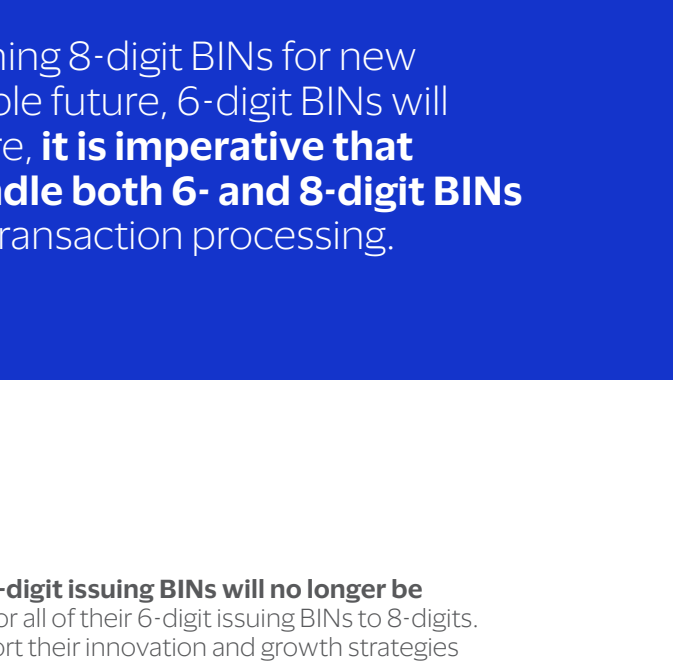 ning 8-digit BINs for new
ble future, 6-digit BINs will
re, it is imperative that
ndle both 6- and 8-digit BINs
transaction processing.
-digit issuing BINs will no longer be
or all of their 6-digit issuing BINs to 8-digits.
ort their innovation and growth strategies